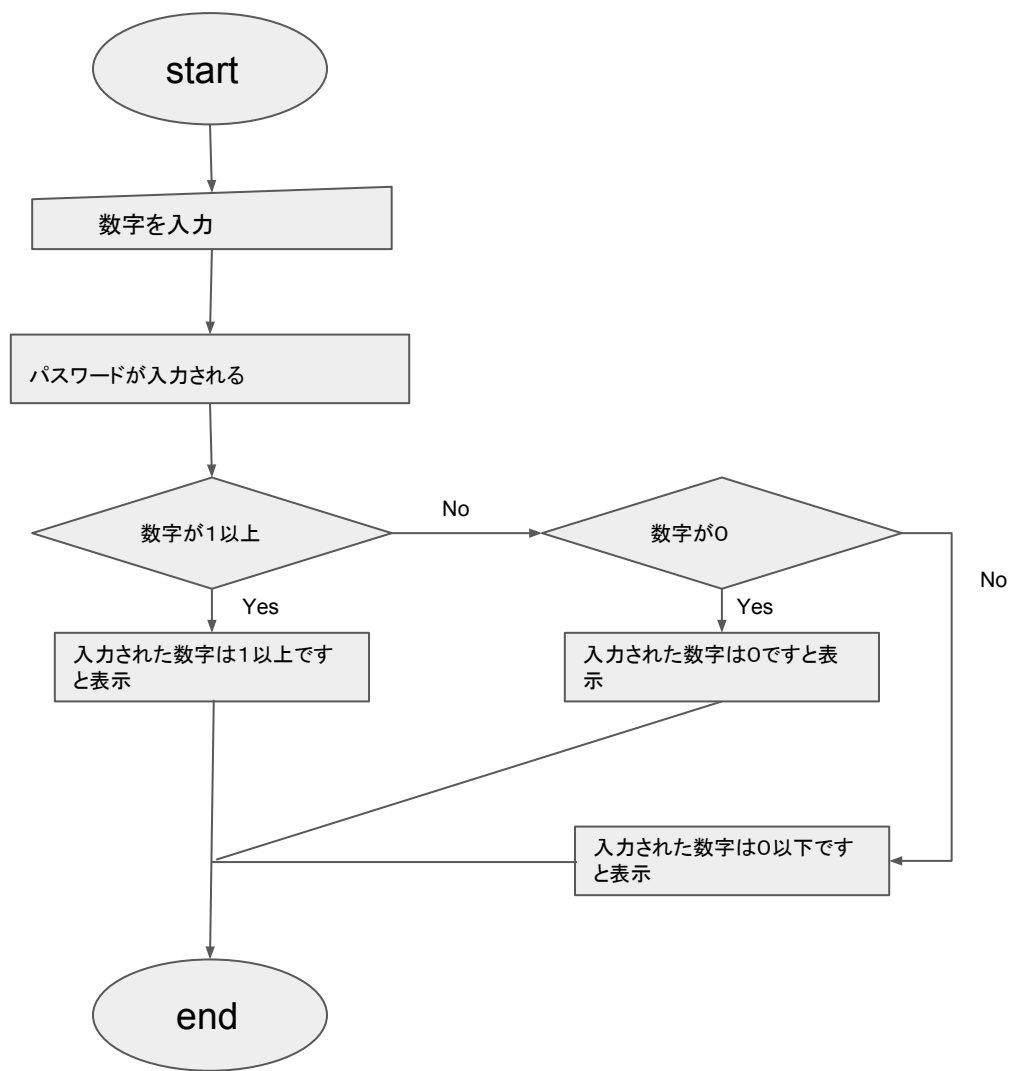 start
数字を入力
パスワードが入力される
数字が1以上
No
数字が0
No
Yes
Yes
入力された数字は1以上です
と表示
入力された数字は0ですと表
示
入力された数字は0以下です
と表示
end